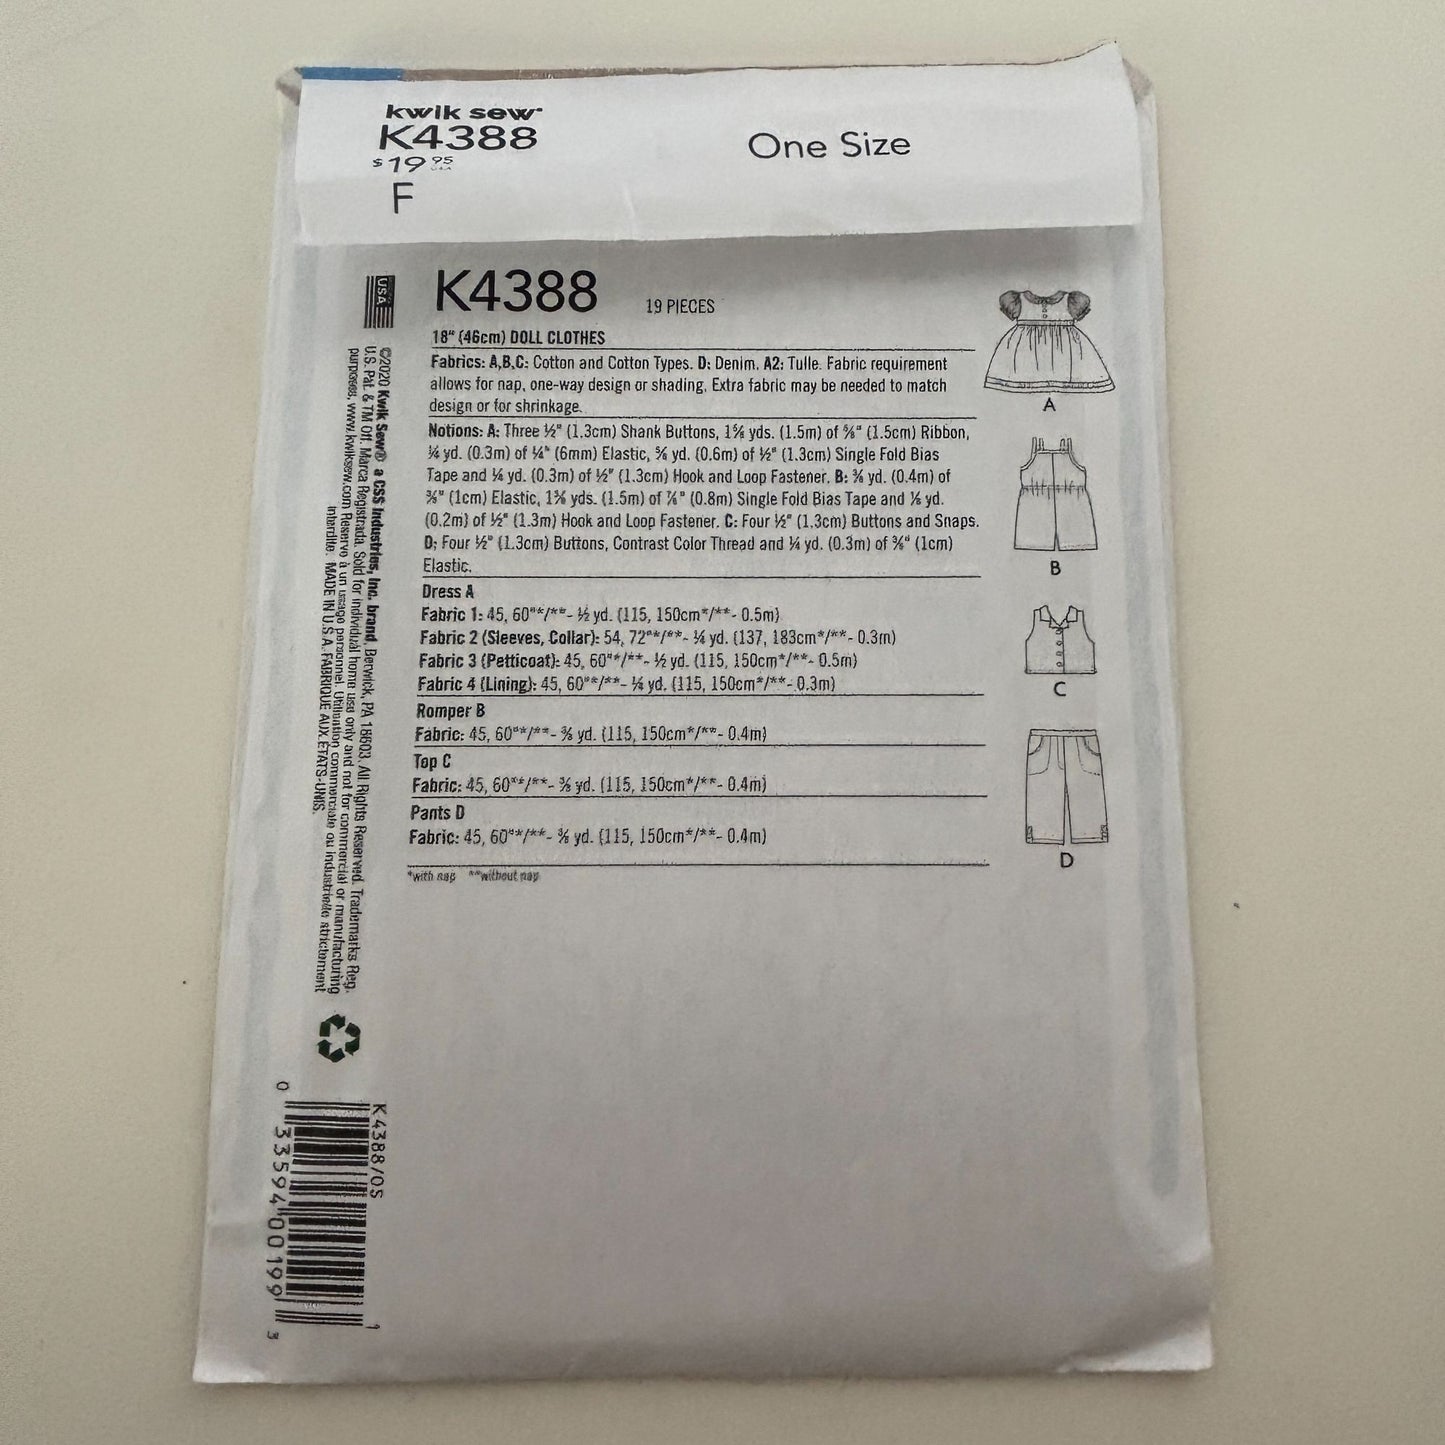 kwik sew
K4388
$19.95
F
One Size
K4388
19 PIECES
18" (46cm) DOLL CLOTHES
Fabrics: A,B,C: Cotton and Cotton Types. D: Denim. A2: Tulle. Fabric requirement
allows for nap, one-way design or shading. Extra fabric may be needed to match
design or for shrinkage.
Notions: A: Three ½" (1.3cm) Shank Buttons, 1⅝ yds. (1.5m) of ⅝" (1.5cm) Ribbon,
¼ yd. (0.3m) of ¼" (6mm) Elastic, ⅝ yd. (0.6m) of ½" (1.3cm) Single Fold Bias
Tape and ¼ yd. (0.3m) of ½" (1.3cm) Hook and Loop Fastener. B: ⅜ yd. (0.4m) of
⅜" (1cm) Elastic, 1⅝ yds. (1.5m) of ⅞" (0.8m) Single Fold Bias Tape and ⅛ yd.
(0.2m) of ½" (1.3m) Hook and Loop Fastener. C: Four ½" (1.3cm) Buttons and Snaps.
D: Four ½" (1.3cm) Buttons, Contrast Color Thread and ¼ yd. (0.3m) of ⅜" (1cm)
Elastic.
Dress A
Fabric 1: 45, 60"*/**- ½ yd. (115, 150cm*/**- 0.5m)
Fabric 2 (Sleeves, Collar): 54, 72"*/**- ¼ yd. (137, 183cm*/**- 0.3m)
Fabric 3 (Petticoat): 45, 60"*/**- ½ yd. (115, 150cm*/**- 0.5m)
Fabric 4 (Lining): 45, 60"*/**- ¼ yd. (115, 150cm*/**- 0.3m)
Romper B
Fabric: 45, 60"*/**- ⅜ yd. (115, 150cm*/**- 0.4m)
Top C
Fabric: 45, 60"*/**- ⅜ yd. (115, 150cm*/**- 0.4m)
Pants D
Fabric: 45, 60"*/**- ⅜ yd. (115, 150cm*/**- 0.4m)
*with nap **without nap
A
B
C
D
USA
©2020 Kwik Sew® a CSS Industries, Inc. brand, Berwick, PA 18603. All Rights Reserved. Trademarks Reg.
U.S. Pat. & TM Off. Marca Registrada. Sold for individual home use only and not for commercial or manufacturing
purposes. www.kwiksew.com Reserve à un usage personnel. Utilisation commerciale ou industrielle strictement
interdite. MADE IN U.S.A. FABRIQUE AUX ETATS-UNIS.
K4388/OS
0 33594 00199 3
1